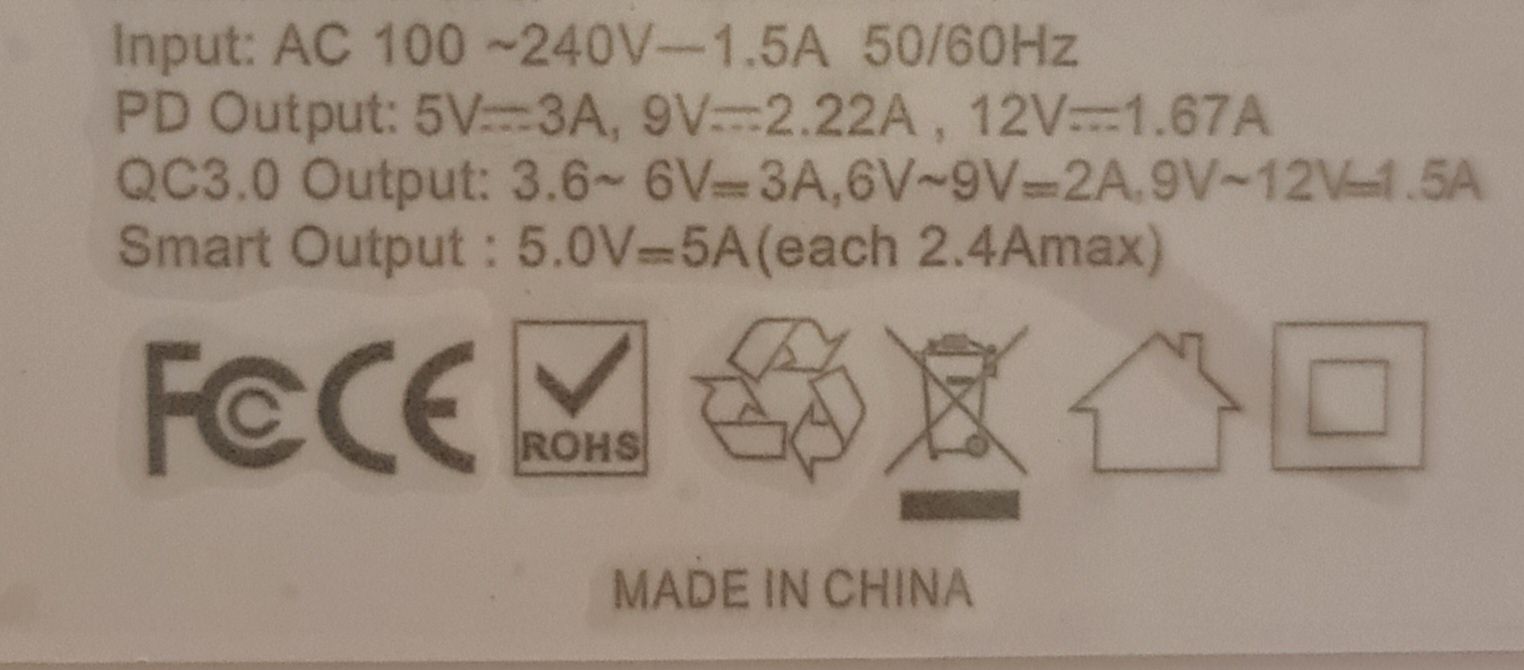 Input: AC 100 ~240V—1.5A 50/60Hz
PD Output: 5V⎓3A, 9V⎓2.22A , 12V⎓1.67A
QC3.0 Output: 3.6~ 6V=3A,6V~9V=2A,9V~12V=1.5A
Smart Output : 5.0V=5A(each 2.4Amax)
FC CE ROHS
MADE IN CHINA